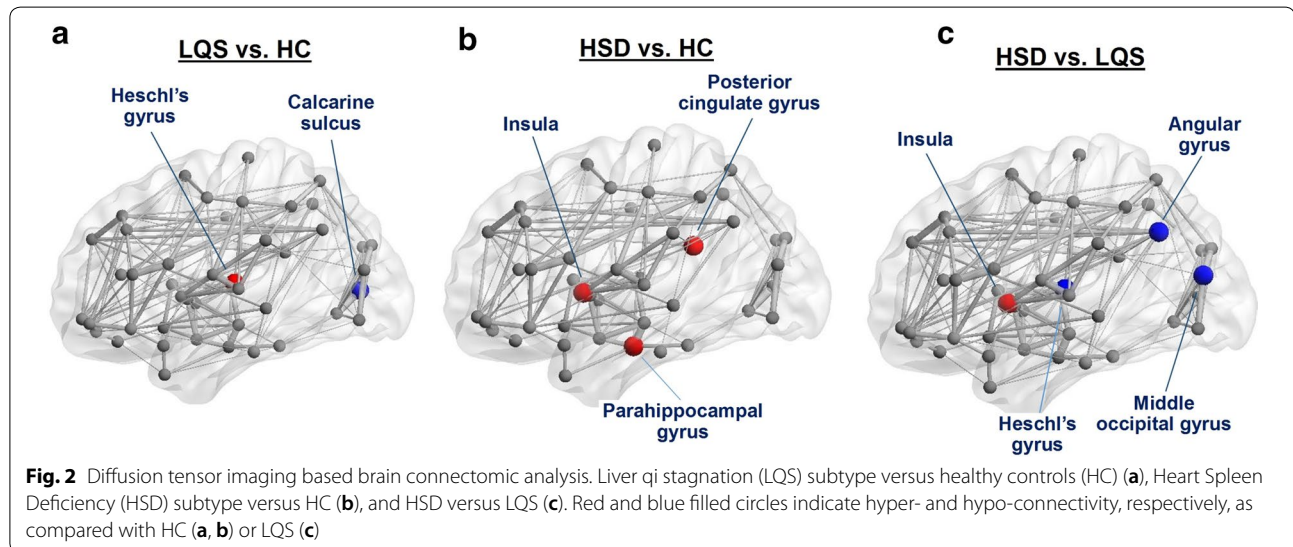 a
LQS vs. HC
Heschl's
gyrus
Calcarine
sulcus
b
HSD vs. HC
Insula
Posterior
cingulate gyrus
Parahippocampal
gyrus
c
HSD vs. LQS
Insula
Angular
gyrus
Heschl's
gyrus
Middle
occipital gyrus
Fig. 2 Diffusion tensor imaging based brain connectomic analysis. Liver qi stagnation (LQS) subtype versus healthy controls (HC) (a), Heart Spleen
Deficiency (HSD) subtype versus HC (b), and HSD versus LQS (c). Red and blue filled circles indicate hyper- and hypo-connectivity, respectively, as
compared with HC (a, b) or LQS (c)